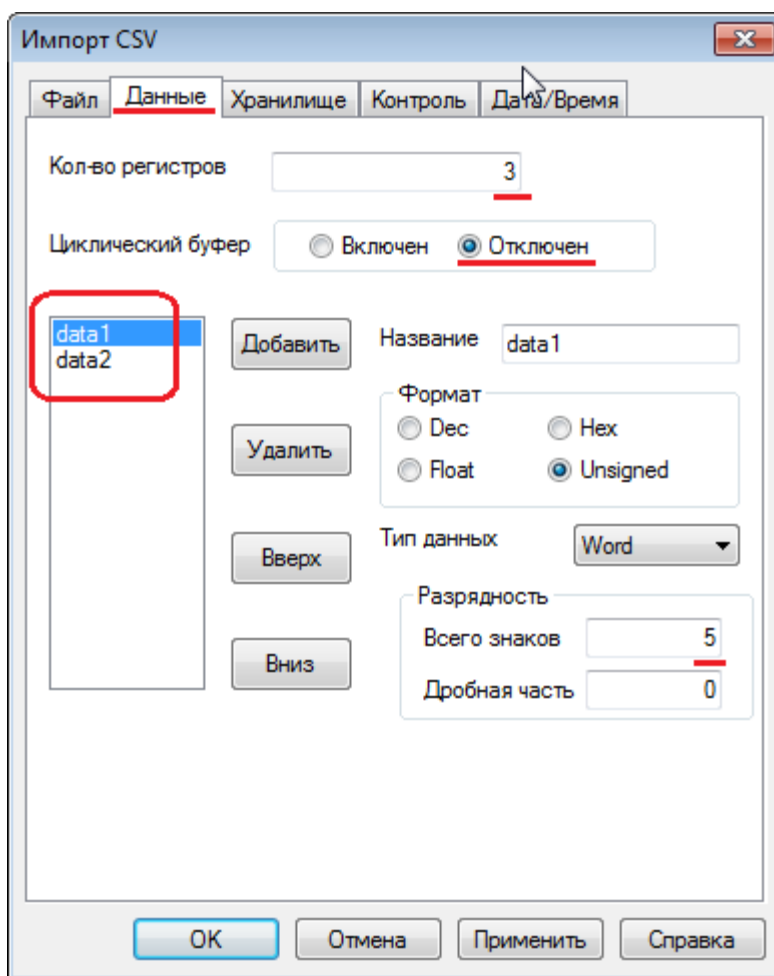 Импорт CSV
Файл Данные Хранилище Контроль Дата/Время
Кол-во регистров 3
Циклический буфер Включен Отключен
data1 Добавить Название data1
data2
Формат
Dec Hex
Удалить
Float Unsigned
Тип данных Word
Вверх
Разрядность
Всего знаков 5
Вниз
Дробная часть 0
OK Отмена Применить Справка